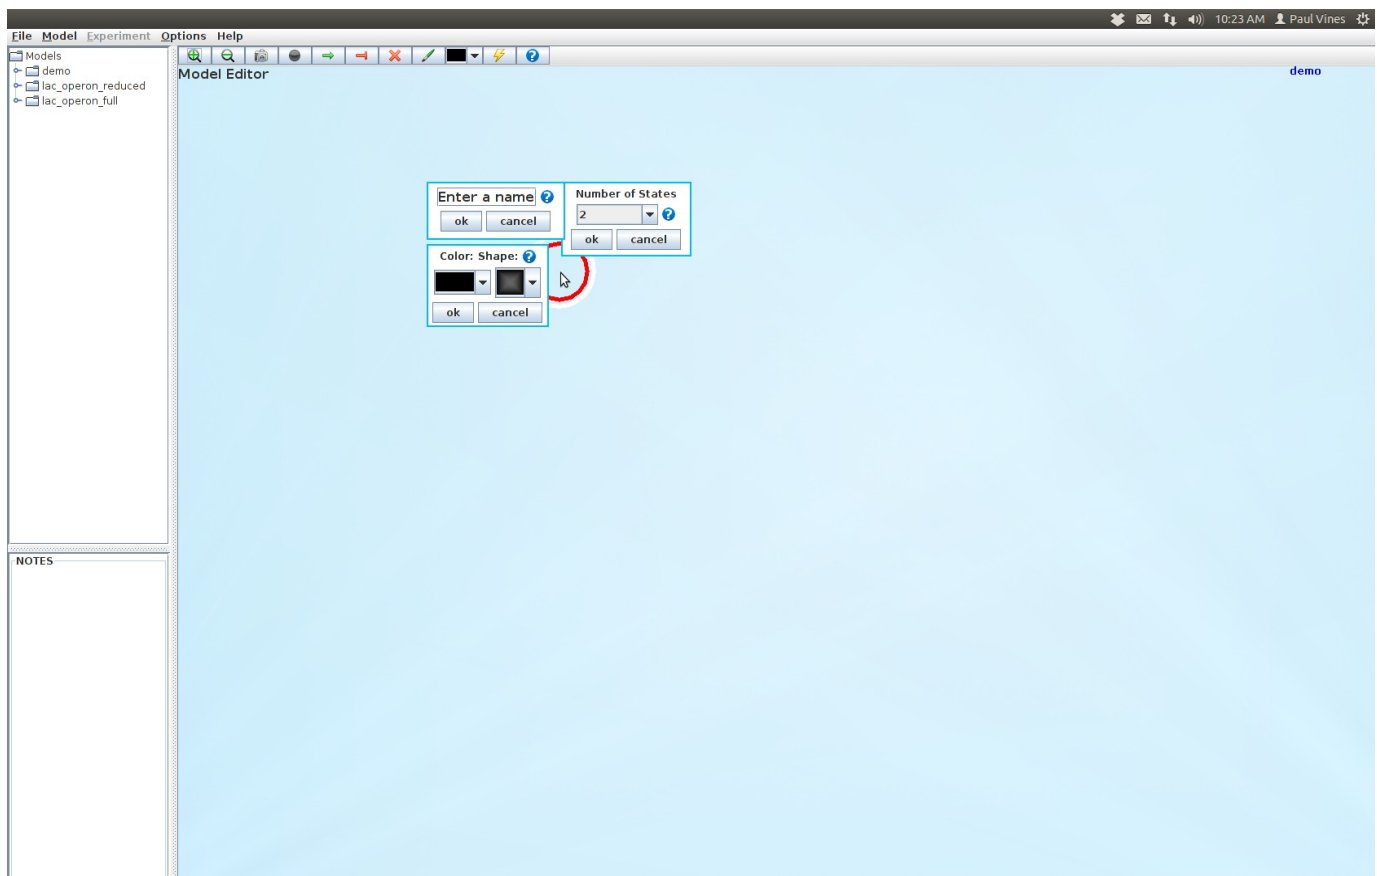 10:23 AM Paul Vines
File Model Experiment Options Help
Models
demo
lac_operon_reduced
lac_operon_full
Model Editor
demo
Enter a name
ok cancel
Number of States
2
ok cancel
Color: Shape:
ok cancel
NOTES